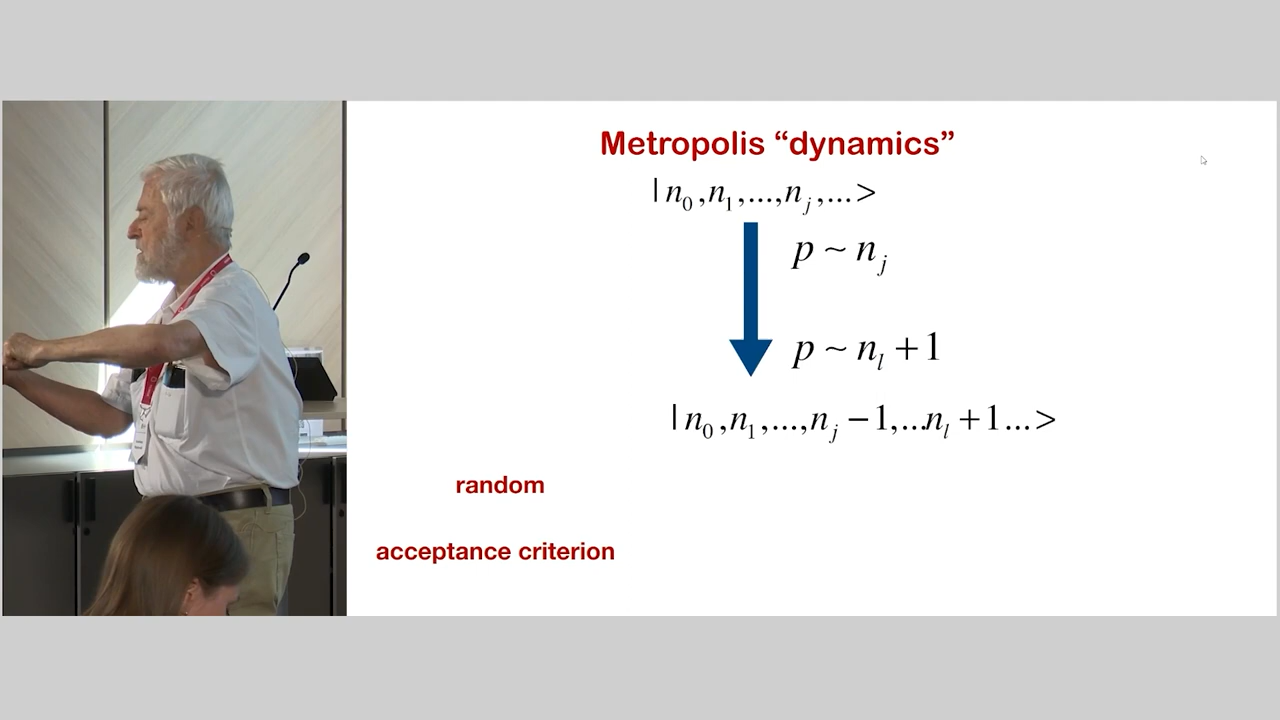 Metropolis “dynamics”
| n₀ , n₁ ,..., nⱼ ,... >
p ~ nⱼ
p ~ nₗ + 1
| n₀ , n₁ ,..., nⱼ − 1,...nₗ + 1... >
random
acceptance criterion